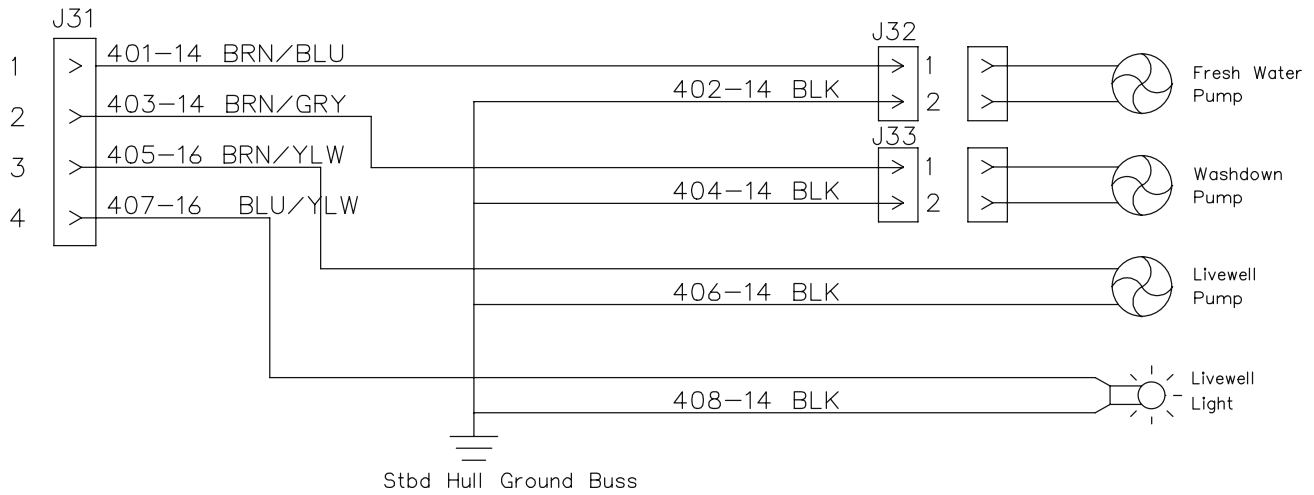 J31
1 401-14 BRN/BLU
2 403-14 BRN/GRY
3 405-16 BRN/YLW
4 407-16 BLU/YLW
J32
402-14 BLK
1
2
Fresh Water
Pump
J33
404-14 BLK
1
2
Washdown
Pump
406-14 BLK
Livewell
Pump
408-14 BLK
Livewell
Light
Stbd Hull Ground Buss